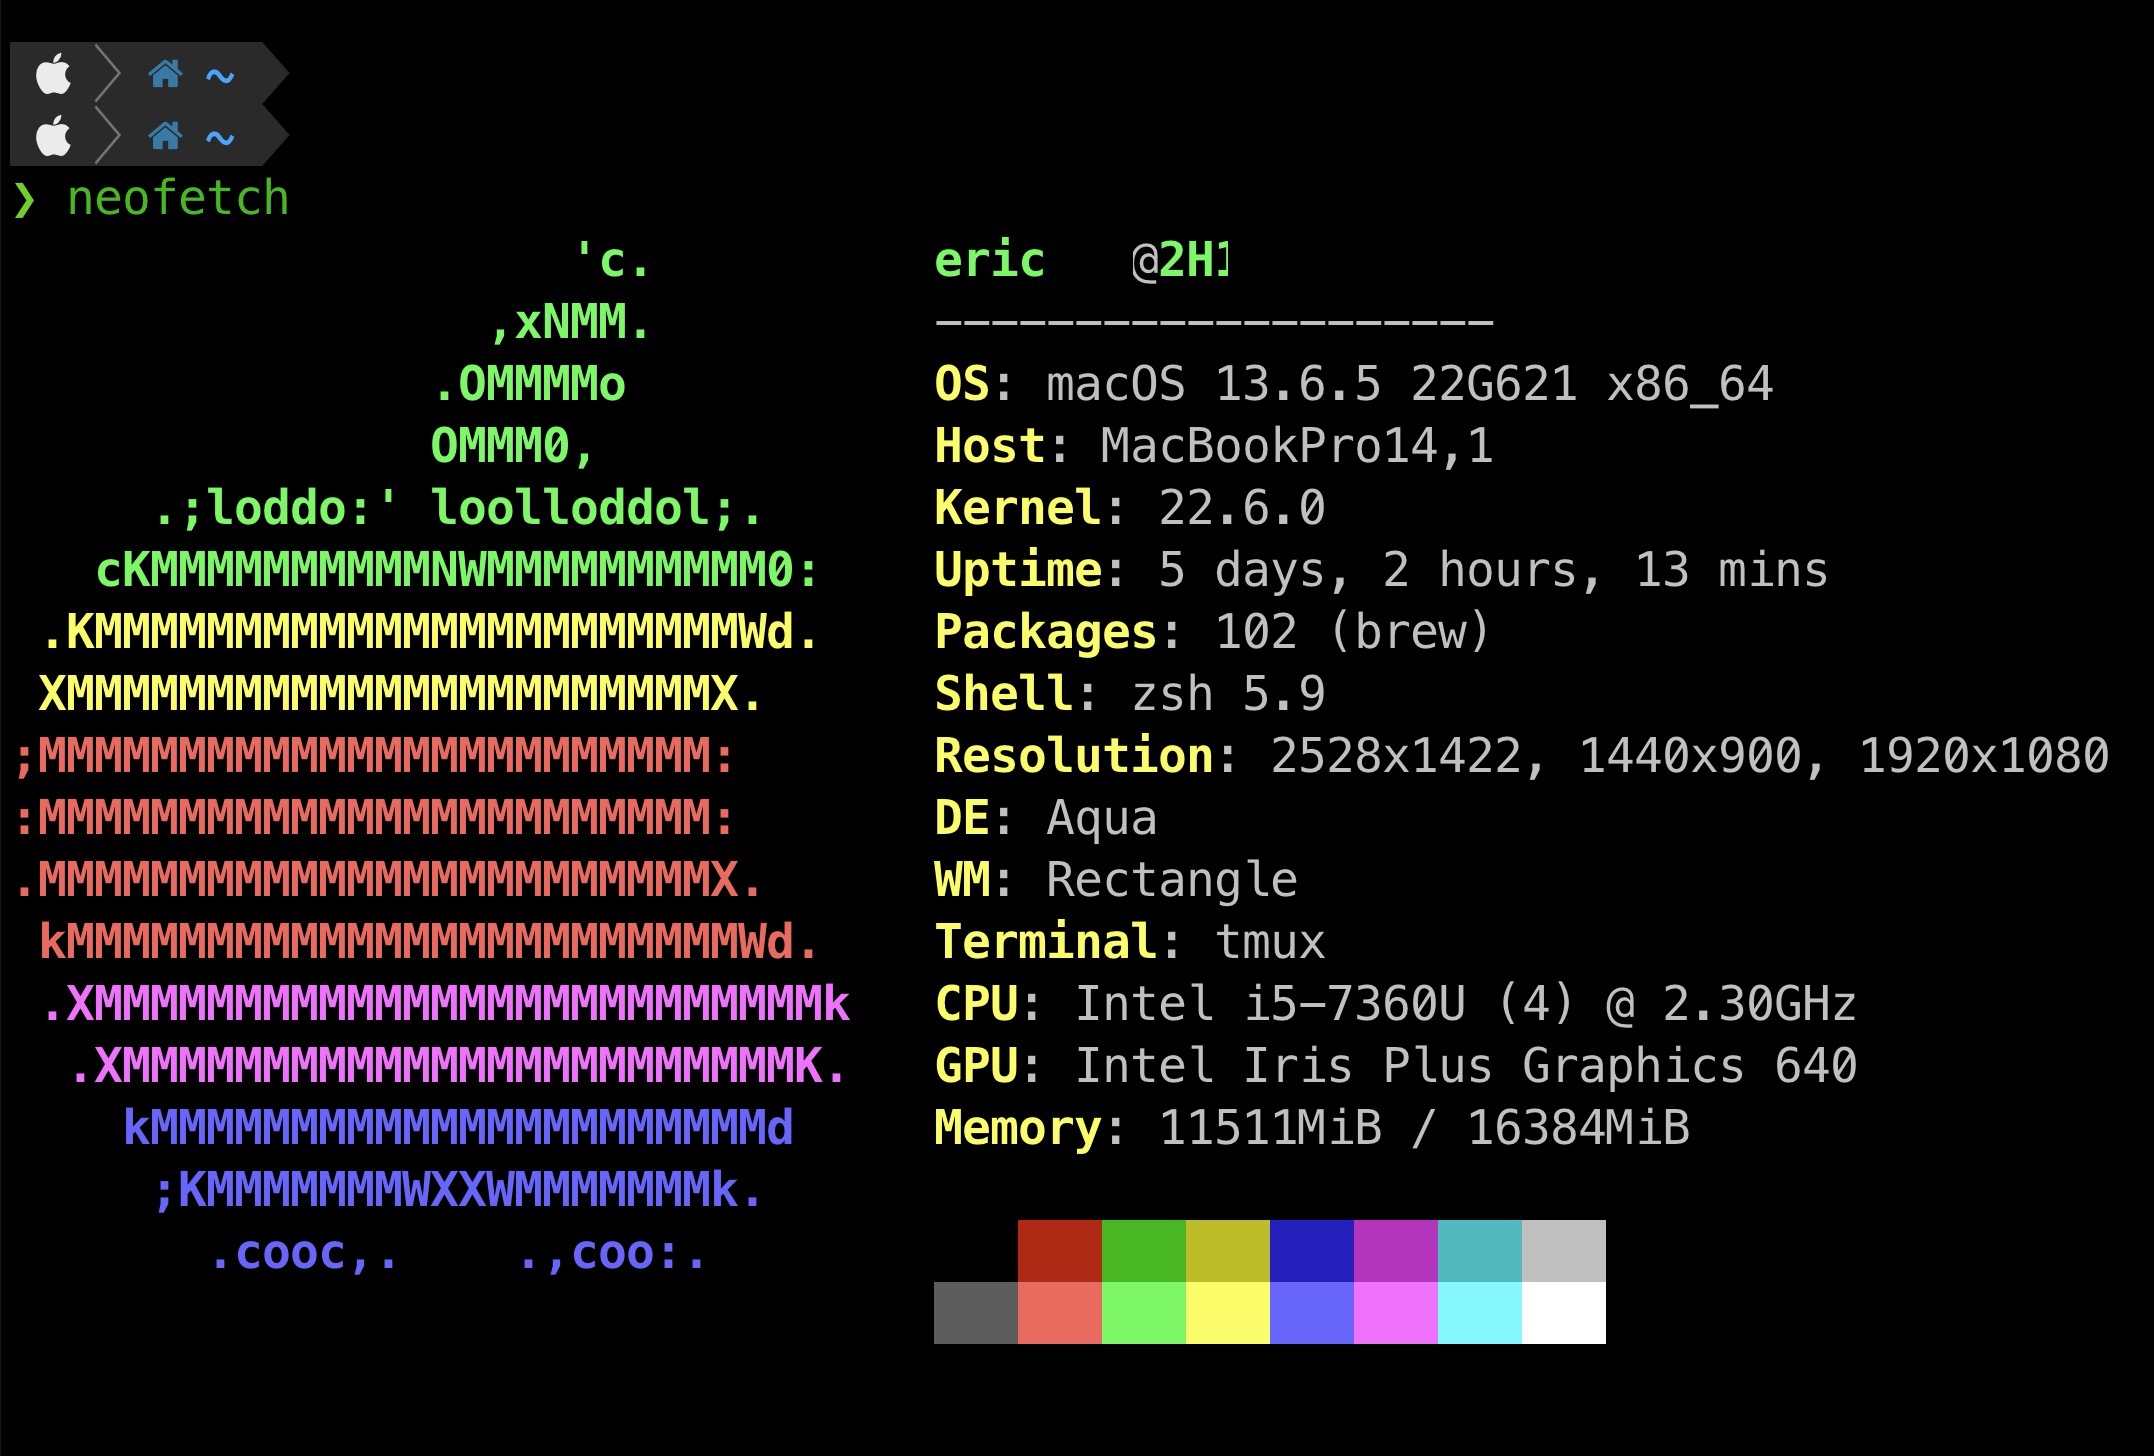 ~
~
❯ neofetch
'c. eric @2H1
,xNMM. --------------------
.OMMMMo OS: macOS 13.6.5 22G621 x86_64
OMMM0, Host: MacBookPro14,1
.;loddo:' loolloddol;. Kernel: 22.6.0
cKMMMMMMMMMMNWMMMMMMMMMM0: Uptime: 5 days, 2 hours, 13 mins
.KMMMMMMMMMMMMMMMMMMMMMMMWd. Packages: 102 (brew)
XMMMMMMMMMMMMMMMMMMMMMMMX. Shell: zsh 5.9
;MMMMMMMMMMMMMMMMMMMMMMMM: Resolution: 2528x1422, 1440x900, 1920x1080
:MMMMMMMMMMMMMMMMMMMMMMMM: DE: Aqua
.MMMMMMMMMMMMMMMMMMMMMMMMX. WM: Rectangle
kMMMMMMMMMMMMMMMMMMMMMMMMWd. Terminal: tmux
.XMMMMMMMMMMMMMMMMMMMMMMMMMMk CPU: Intel i5-7360U (4) @ 2.30GHz
.XMMMMMMMMMMMMMMMMMMMMMMMMK. GPU: Intel Iris Plus Graphics 640
kMMMMMMMMMMMMMMMMMMMMMMd Memory: 11511MiB / 16384MiB
;KMMMMMMMWXXWMMMMMMMk.
.cooc,. .,coo:.